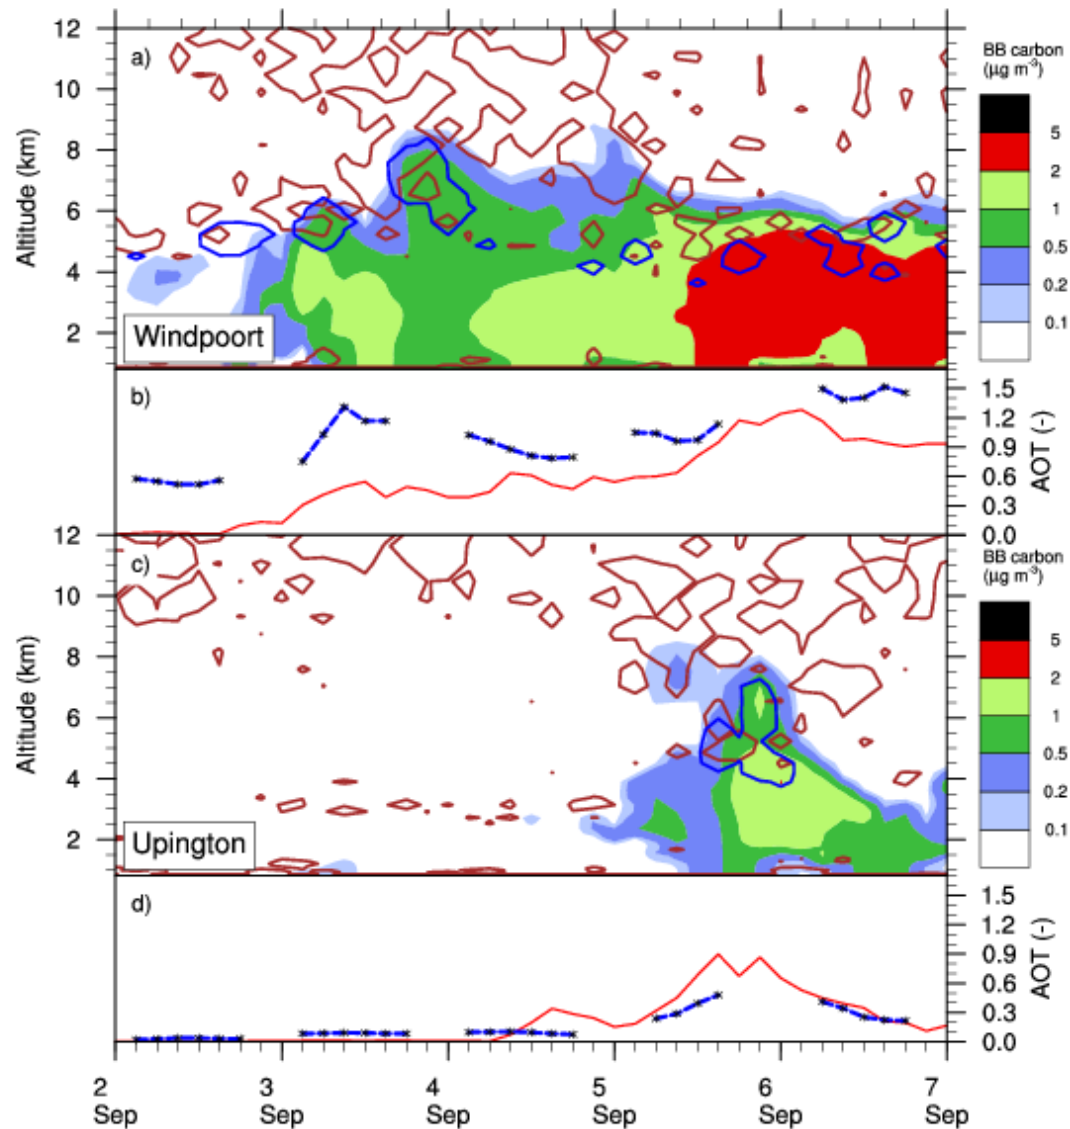 12
10
8
6
4
2
Altitude (km)
a)
Windpoort
BB carbon
(μg m-3)
5
2
1
0.5
0.2
0.1
b)
1.5
1.2
0.9
0.6
0.3
0.0
AOT (-)
12
10
8
6
4
2
Altitude (km)
c)
Upington
BB carbon
(μg m-3)
5
2
1
0.5
0.2
0.1
d)
1.5
1.2
0.9
0.6
0.3
0.0
AOT (-)
2 3 4 5 6 7
Sep Sep Sep Sep Sep Sep